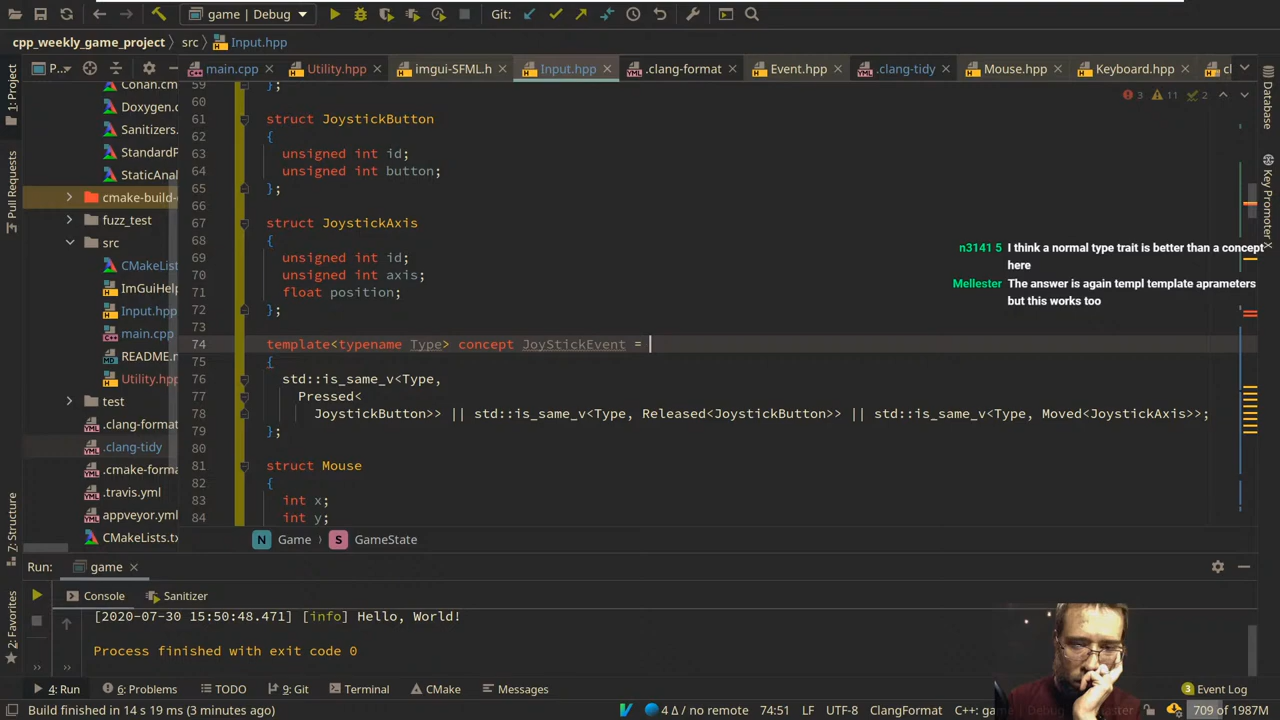 game | Debug
Git:
cpp_weekly_game_project
src
Input.hpp
P...
main.cpp
Utility.hpp
imgui-SFML.h
Input.hpp
.clang-format
Event.hpp
.clang-tidy
Mouse.hpp
Keyboard.hpp
cl
3
11
2
1: Project
Pull Requests
7: Structure
2: Favorites
Database
Key Promoter X
Conan.cm
Doxygen.c
Sanitizers.
StandardP
StaticAnal
cmake-build-
fuzz_test
src
CMakeList
ImGuiHelp
Input.hpp
main.cpp
README.m
Utility.hpp
test
.clang-format
.clang-tidy
.cmake-form
.travis.yml
appveyor.yml
CMakeLists.tx
59 };
60
61 struct JoystickButton
62 {
63 unsigned int id;
64 unsigned int button;
65 };
66
67 struct JoystickAxis
68 {
69 unsigned int id;
70 unsigned int axis;
71 float position;
72 };
73
74 template<typename Type> concept JoyStickEvent =
75 {
76 std::is_same_v<Type,
77 Pressed<
78 JoystickButton>> || std::is_same_v<Type, Released<JoystickButton>> || std::is_same_v<Type, Moved<JoystickAxis>>;
79 };
80
81 struct Mouse
82 {
83 int x;
84 int y;
n3141 5 I think a normal type trait is better than a concept
here
Mellester The answer is again templ template aprameters
but this works too
N Game
S GameState
Run:
game
Console
Sanitizer
[2020-07-30 15:50:48.471] [info] Hello, World!
Process finished with exit code 0
4: Run
6: Problems
TODO
9: Git
Terminal
CMake
Messages
3 Event Log
Build finished in 14 s 19 ms (3 minutes ago)
4 Δ / no remote
74:51
LF
UTF-8
ClangFormat
C++: game
709 of 1987M